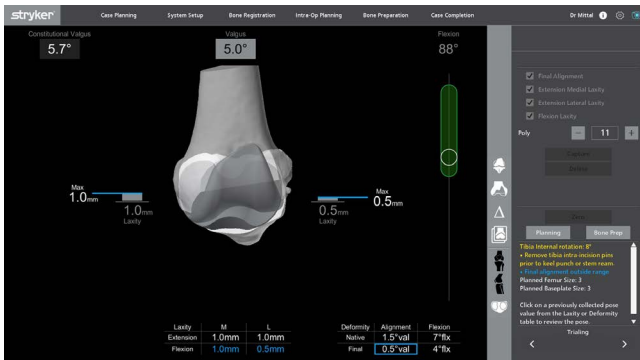 stryker
Case Planning
System Setup
Bone Registration
Intra-Op Planning
Bone Preparation
Case Completion
Dr Mittal
Constitutional Valgus
5.7°
Valgus
5.0°
Flexion
88°
Max
1.0mm
1.0mm
Laxity
0.5mm
Laxity
Max
0.5mm
Final Alignment
Extension Medial Laxity
Extension Lateral Laxity
Flexion Laxity
Poly
− 11 +
Capture
Delete
Save
Planning
Bone Prep
Tibia Internal rotation: 8°
• Remove tibia intra-incision pins
prior to keel punch or stem ream.
• Final alignment outside range
Planned Femur Size: 3
Planned Baseplate Size: 3
Click on a previously collected pose
value from the Laxity or Deformity
table to review the pose.
Trialing
Laxity M L
Extension 1.0mm 1.0mm
Flexion 1.0mm 0.5mm
Deformity Alignment Flexion
Native 1.5°val 7°flx
Final 0.5°val 4°flx